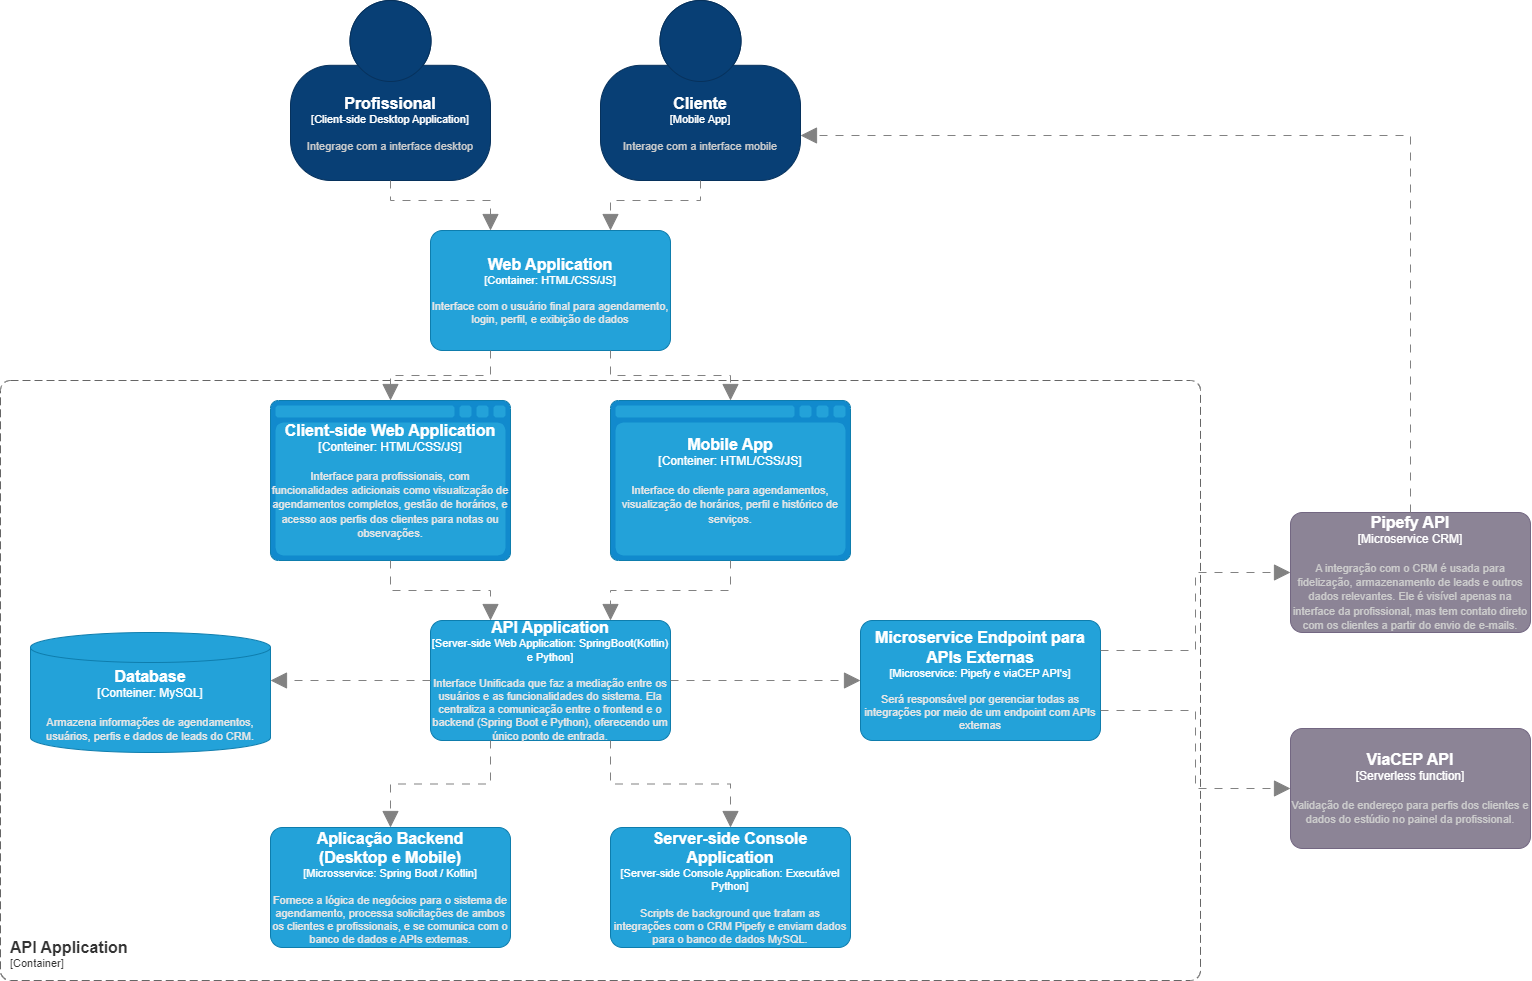 Profissional
[Client-side Desktop Application]
Integrage com a interface desktop
Cliente
[Mobile App]
Interage com a interface mobile
Web Application
[Container: HTML/CSS/JS]
Interface com o usuário final para agendamento,
login, perfil, e exibição de dados
Client-side Web Application
[Conteiner: HTML/CSS/JS]
Interface para profissionais, com
funcionalidades adicionais como visualização de
agendamentos completos, gestão de horários, e
acesso aos perfis dos clientes para notas ou
observações.
Mobile App
[Conteiner: HTML/CSS/JS]
Interface do cliente para agendamentos,
visualização de horários, perfil e histórico de
serviços.
Pipefy API
[Microservice CRM]
A integração com o CRM é usada para
fidelização, armazenamento de leads e outros
dados relevantes. Ele é visível apenas na
interface da profissional, mas tem contato direto
com os clientes a partir do envio de e-mails.
Database
[Conteiner: MySQL]
Armazena informações de agendamentos,
usuários, perfis e dados de leads do CRM.
API Application
[Server-side Web Application: SpringBoot(Kotlin)
e Python]
Interface Unificada que faz a mediação entre os
usuários e as funcionalidades do sistema. Ela
centraliza a comunicação entre o frontend e o
backend (Spring Boot e Python), oferecendo um
único ponto de entrada.
Microservice Endpoint para
APIs Externas
[Microservice: Pipefy e viaCEP API's]
Será responsável por gerenciar todas as
integrações por meio de um endpoint com APIs
externas
ViaCEP API
[Serverless function]
Validação de endereço para perfis dos clientes e
dados do estúdio no painel da profissional.
Aplicação Backend
(Desktop e Mobile)
[Microsservice: Spring Boot / Kotlin]
Fornece a lógica de negócios para o sistema de
agendamento, processa solicitações de ambos
os clientes e profissionais, e se comunica com o
banco de dados e APIs externas.
Server-side Console
Application
[Server-side Console Application: Executável
Python]
Scripts de background que tratam as
integrações com o CRM Pipefy e enviam dados
para o banco de dados MySQL.
API Application
[Container]